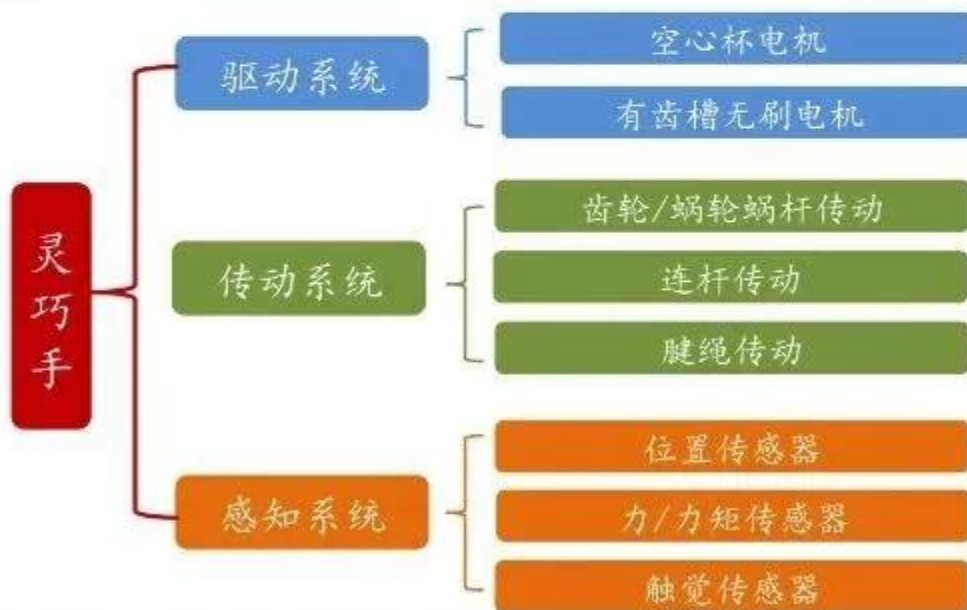 灵巧手
驱动系统
空心杯电机
有齿槽无刷电机
传动系统
齿轮/蜗轮蜗杆传动
连杆传动
腱绳传动
感知系统
位置传感器
力/力矩传感器
触觉传感器